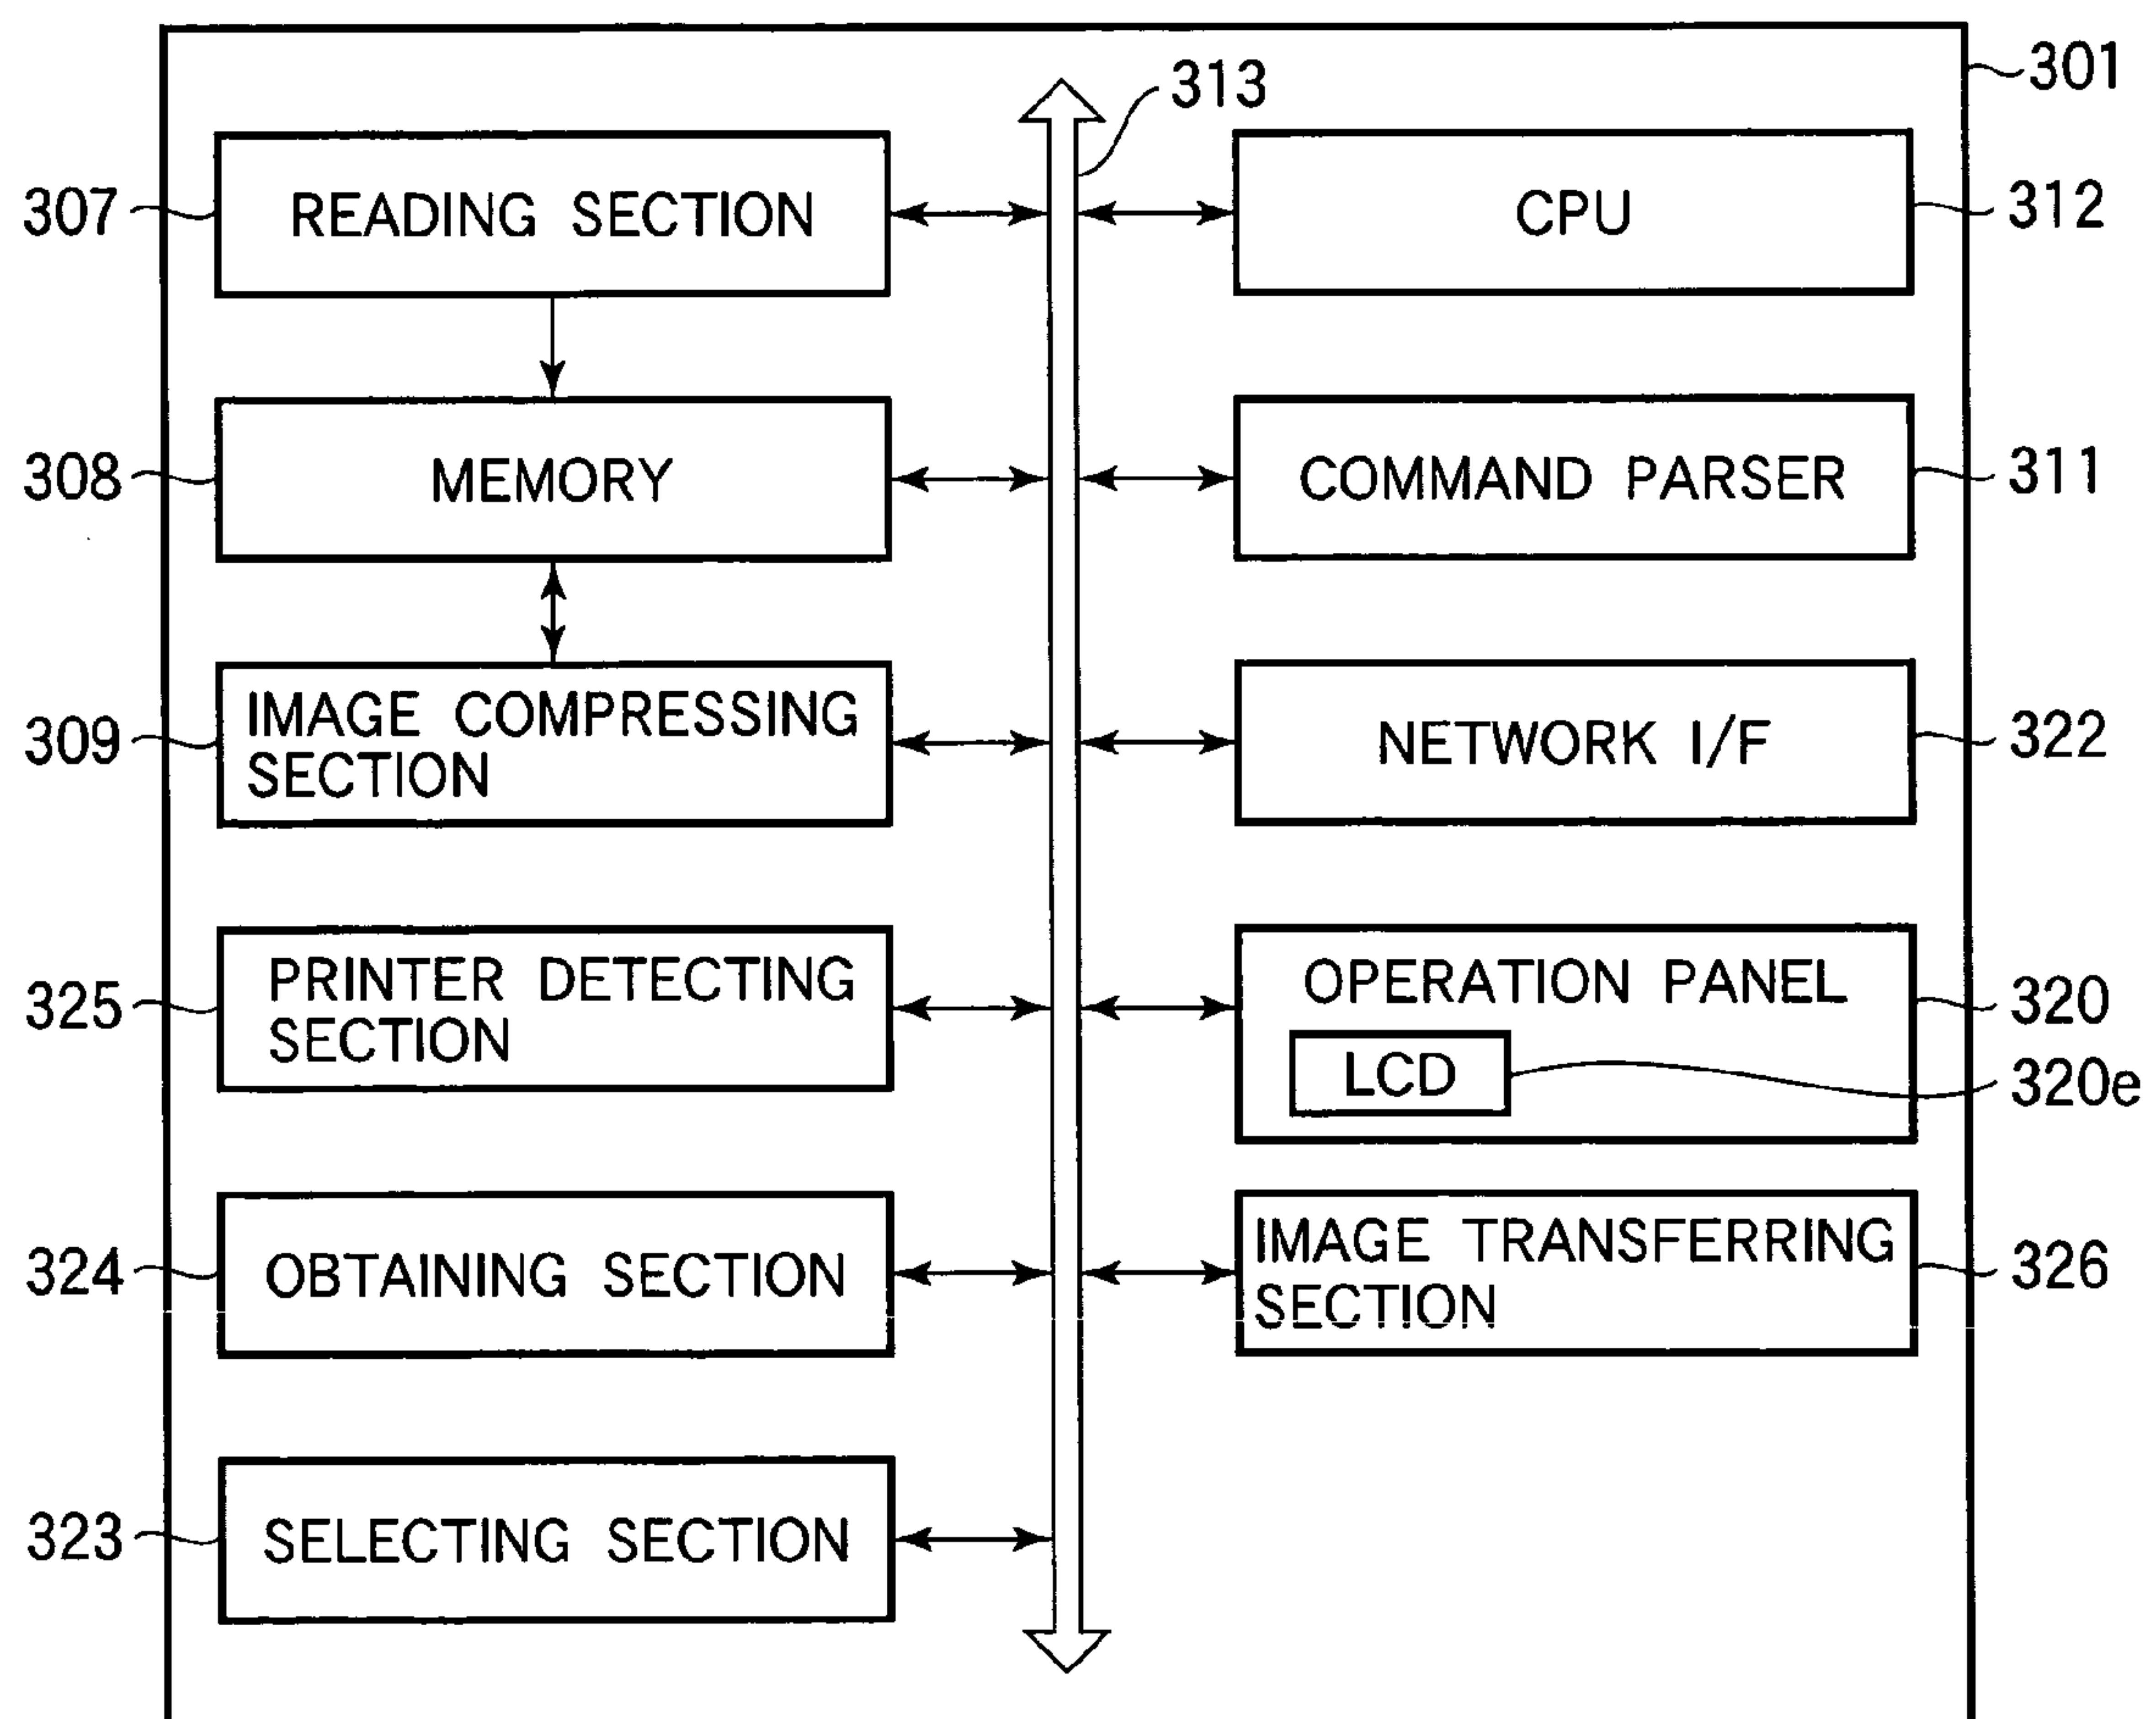 301
313
307
READING SECTION
CPU
312
308
MEMORY
COMMAND PARSER
311
309
IMAGE COMPRESSING
SECTION
NETWORK I/F
322
325
PRINTER DETECTING
SECTION
OPERATION PANEL
320
LCD
320e
324
OBTAINING SECTION
IMAGE TRANSFERRING
SECTION
326
323
SELECTING SECTION